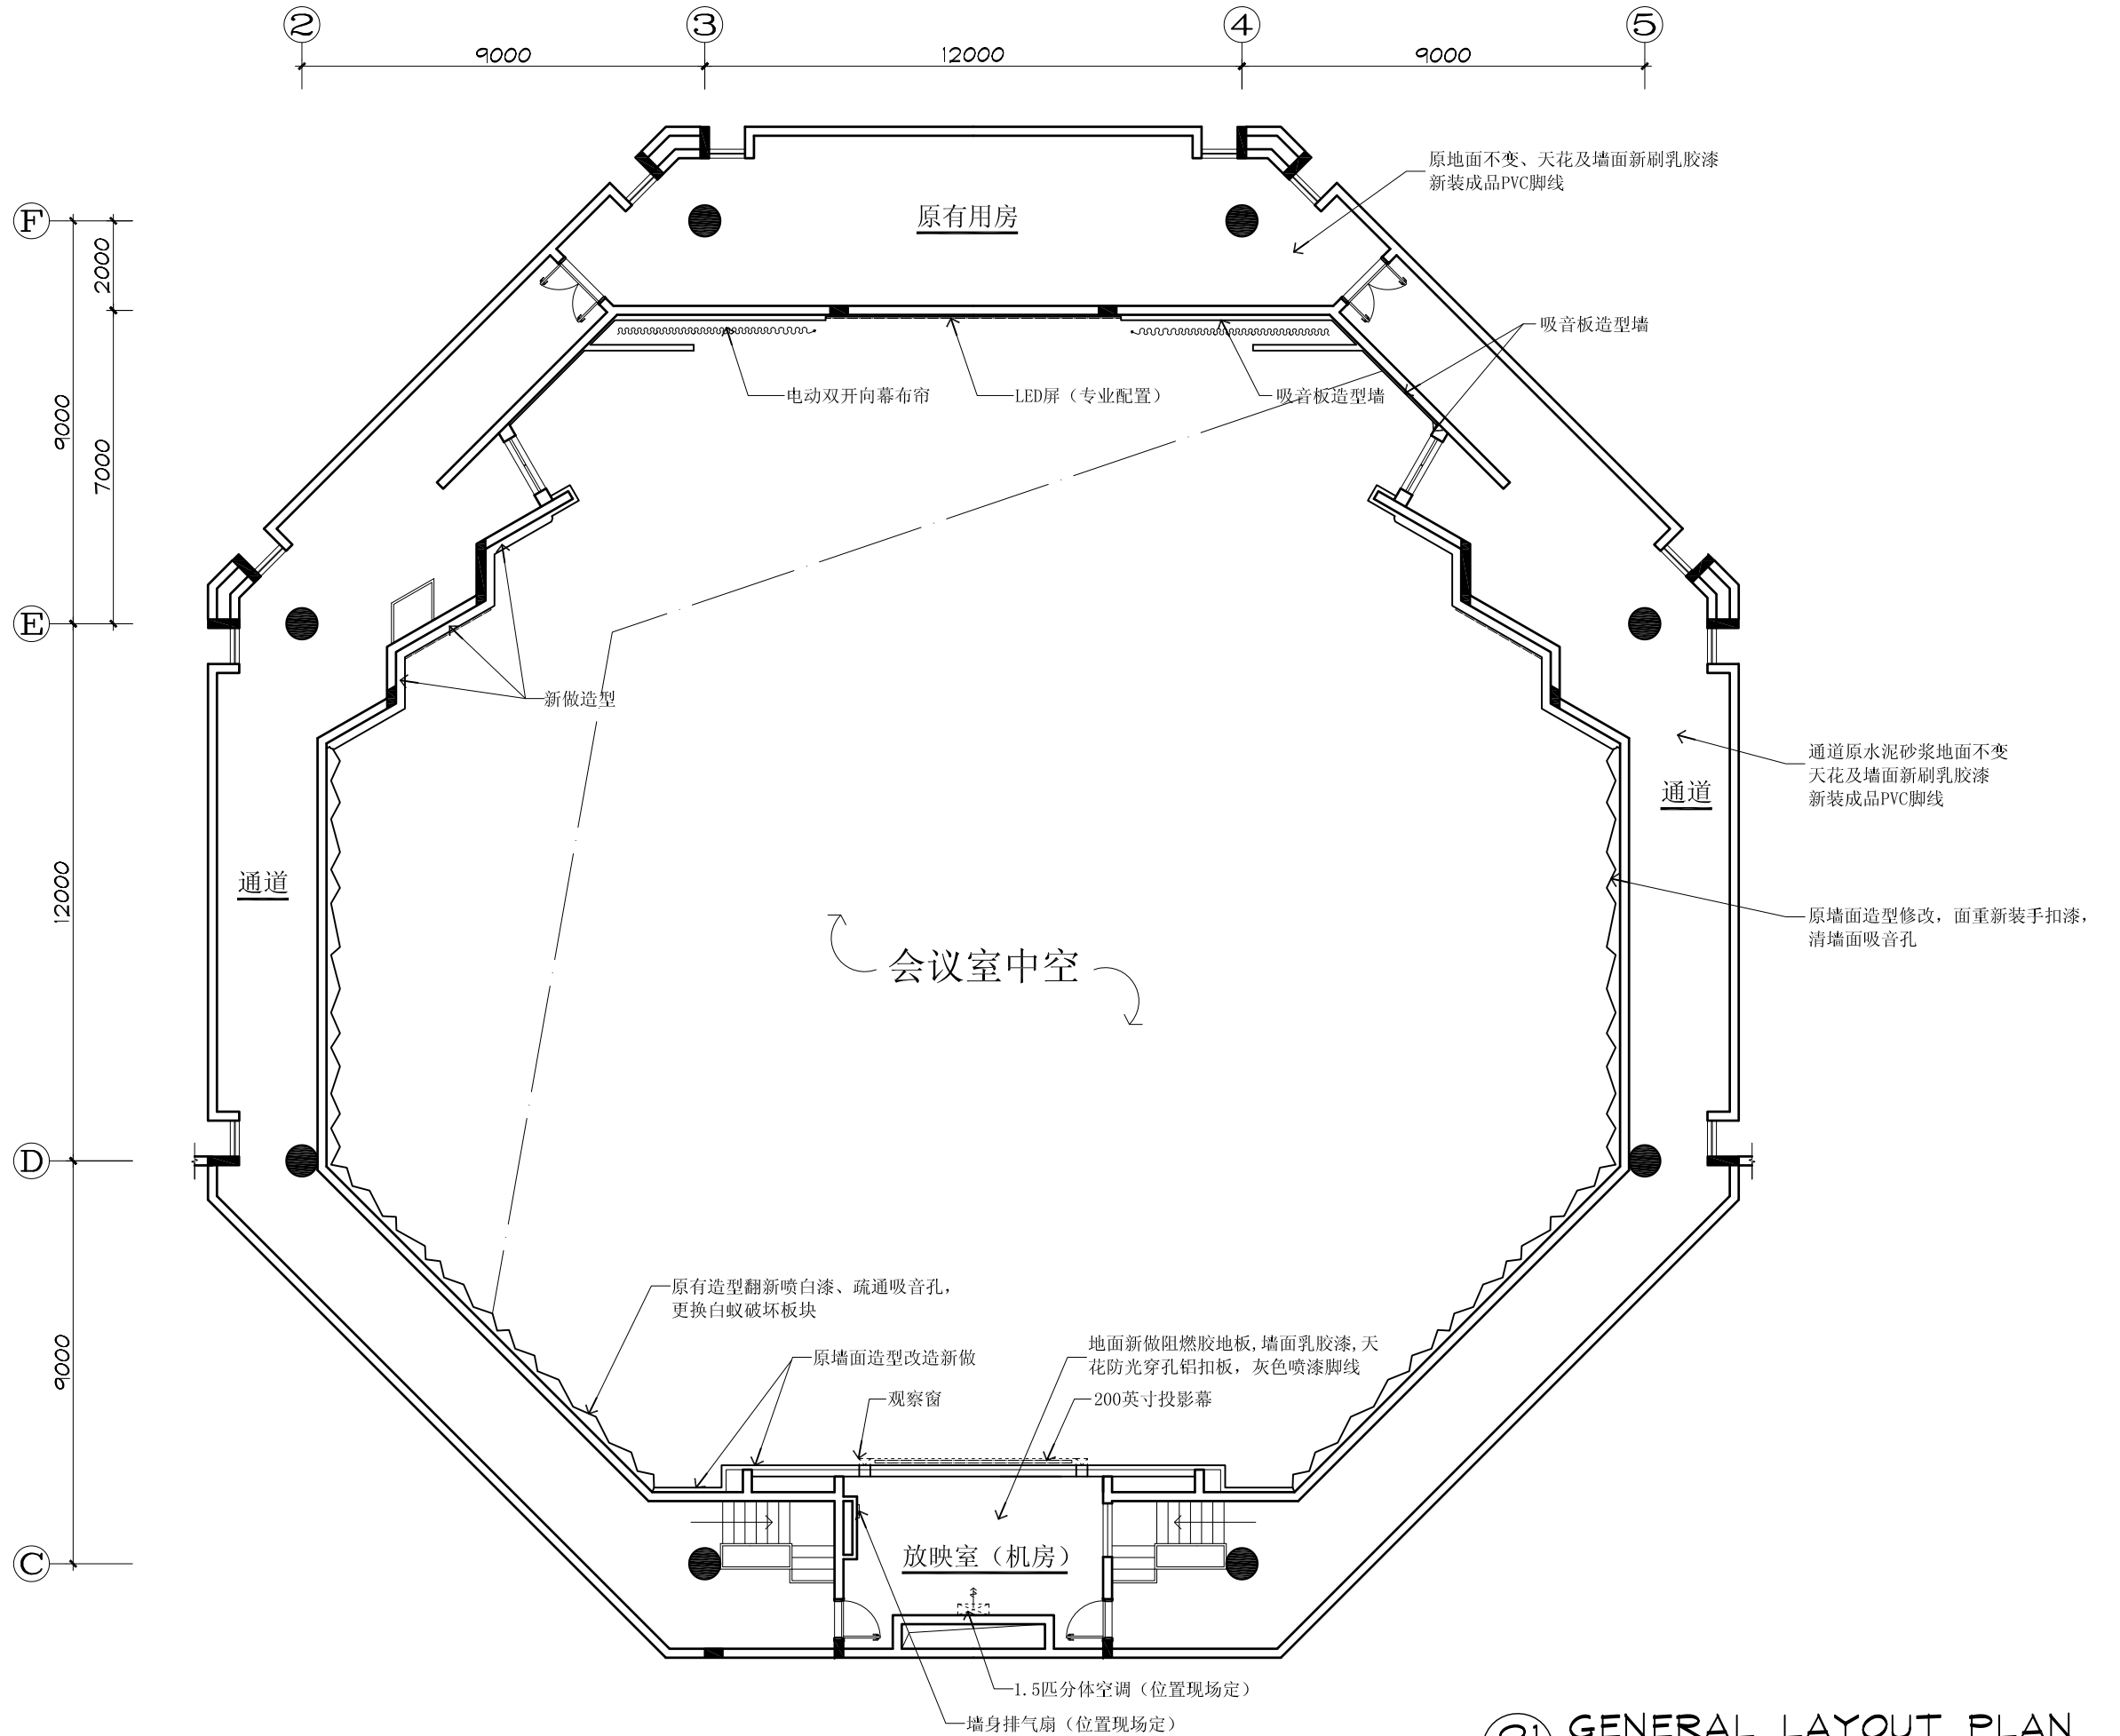 2
3
4
5
9000
12000
9000
F
E
D
C
2000
7000
9000
12000
9000
原地面不变、天花及墙面新刷乳胶漆
新装成品PVC脚线
原有用房
吸音板造型墙
电动双开向幕布帘
LED屏（专业配置）
吸音板造型墙
新做造型
通道原水泥砂浆地面不变
天花及墙面新刷乳胶漆
新装成品PVC脚线
通道
通道
原墙面造型修改，面重新装手扣漆，
清墙面吸音孔
会议室中空
原有造型翻新喷白漆、疏通吸音孔，
更换白蚁破坏板块
原墙面造型改造新做
地面新做阻燃胶地板,墙面乳胶漆,天
花防光穿孔铝扣板，灰色喷漆脚线
观察窗
200英寸投影幕
放映室（机房）
1.5匹分体空调（位置现场定）
墙身排气扇（位置现场定）
01
GENERAL LAYOUT PLAN